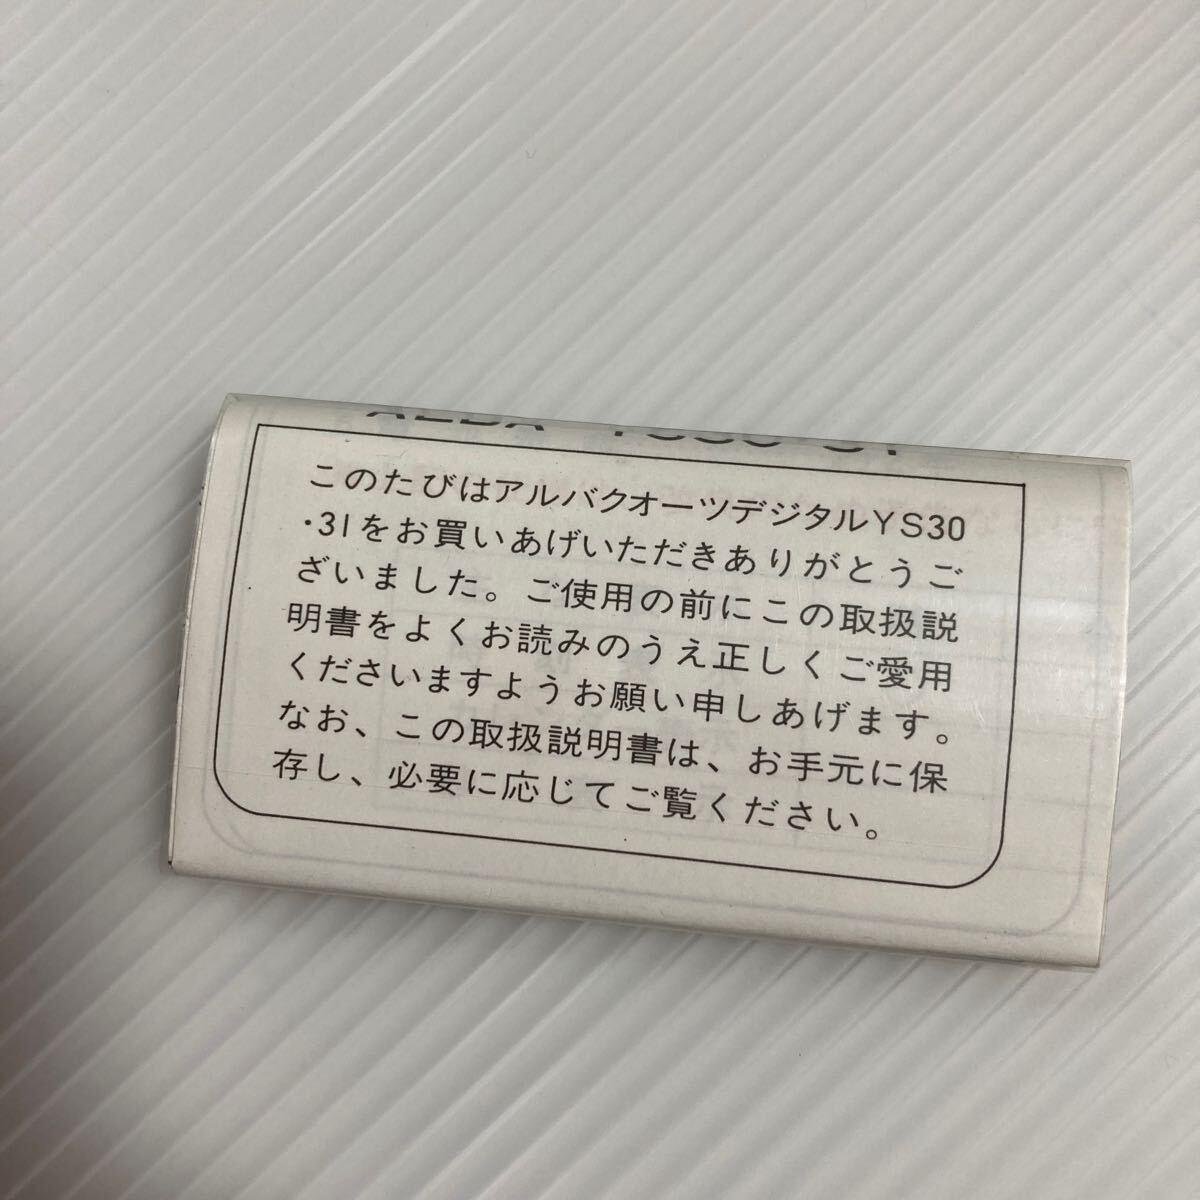 ALBA YS30・31
このたびはアルバクオーツデジタルYS30
・31をお買いあげいただきありがとうご
ざいました。ご使用の前にこの取扱説
明書をよくお読みのうえ正しくご愛用
くださいますようお願い申しあげます。
なお、この取扱説明書は、お手元に保
存し、必要に応じてご覧ください。